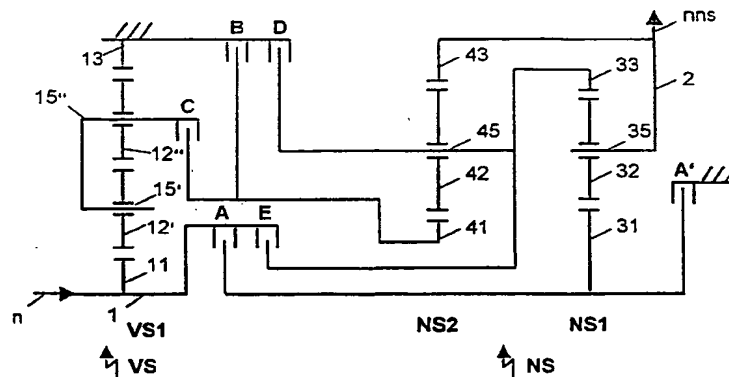 B D nns
13 43 33
15" C 2
12" 45 35
15' 42 32 A'
12' A E 41 31
11
n 1
VS1 NS2 NS1
VS NS